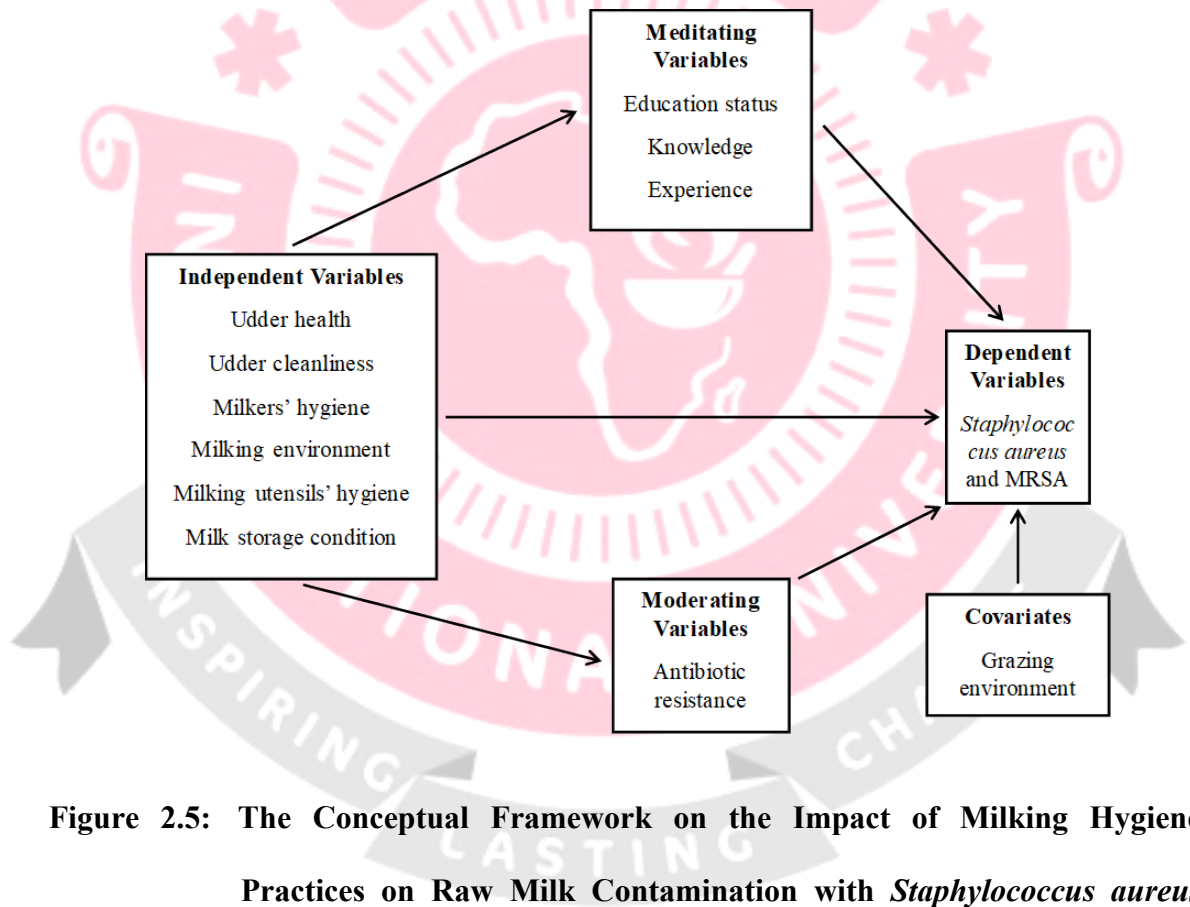 Meditating
Variables
Education status
Knowledge
Experience
Independent Variables
Udder health
Udder cleanliness
Milkers' hygiene
Milking environment
Milking utensils' hygiene
Milk storage condition
Dependent
Variables
Staphylococ
cus aureus
and MRSA
Moderating
Variables
Antibiotic
resistance
Covariates
Grazing
environment
INSPIRING
LASTING
Figure 2.5: The Conceptual Framework on the Impact of Milking Hygiene
Practices on Raw Milk Contamination with Staphylococcus aureus